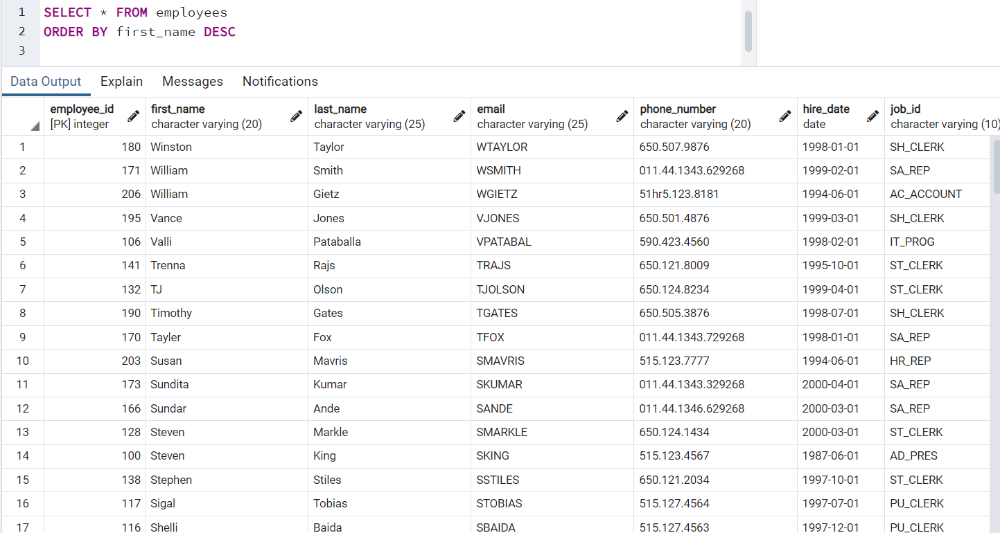 1 SELECT * FROM employees
2 ORDER BY first_name DESC
3
Data Output Explain Messages Notifications
employee_id first_name last_name email phone_number hire_date job_id
[PK] integer character varying (20) character varying (25) character varying (25) character varying (20) date character varying (10)
1 180 Winston Taylor WTAYLOR 650.507.9876 1998-01-01 SH_CLERK
2 171 William Smith WSMITH 011.44.1343.629268 1999-02-01 SA_REP
3 206 William Gietz WGIETZ 51hr5.123.8181 1994-06-01 AC_ACCOUNT
4 195 Vance Jones VJONES 650.501.4876 1999-03-01 SH_CLERK
5 106 Valli Pataballa VPATABAL 590.423.4560 1998-02-01 IT_PROG
6 141 Trenna Rajs TRAJS 650.121.8009 1995-10-01 ST_CLERK
7 132 TJ Olson TJOLSON 650.124.8234 1999-04-01 ST_CLERK
8 190 Timothy Gates TGATES 650.505.3876 1998-07-01 SH_CLERK
9 170 Tayler Fox TFOX 011.44.1343.729268 1998-01-01 SA_REP
10 203 Susan Mavris SMAVRIS 515.123.7777 1994-06-01 HR_REP
11 173 Sundita Kumar SKUMAR 011.44.1343.329268 2000-04-01 SA_REP
12 166 Sundar Ande SANDE 011.44.1346.629268 2000-03-01 SA_REP
13 128 Steven Markle SMARKLE 650.124.1434 2000-03-01 ST_CLERK
14 100 Steven King SKING 515.123.4567 1987-06-01 AD_PRES
15 138 Stephen Stiles SSTILES 650.121.2034 1997-10-01 ST_CLERK
16 117 Sigal Tobias STOBIAS 515.127.4564 1997-07-01 PU_CLERK
17 116 Shelli Baida SBAIDA 515.127.4563 1997-12-01 PU_CLERK